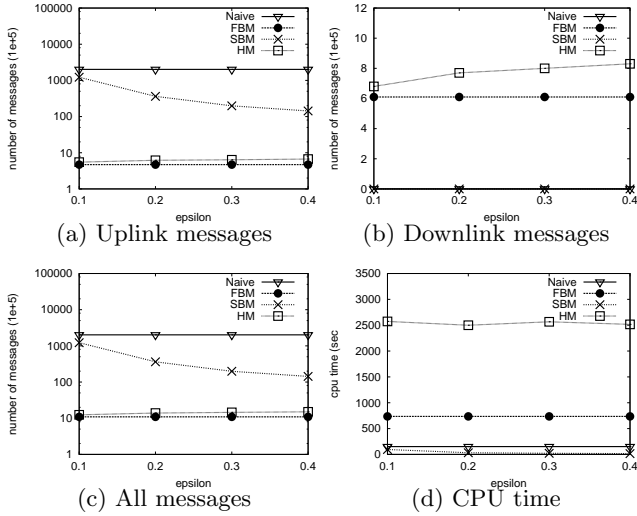 number of messages (1e+5)
100000
10000
1000
100
10
1
0.1
0.2
0.3
0.4
epsilon
Naive
FBM
SBM
HM
(a) Uplink messages
number of messages (1e+5)
12
10
8
6
4
2
0
0.1
0.2
0.3
0.4
epsilon
Naive
FBM
SBM
HM
(b) Downlink messages
number of messages (1e+5)
100000
10000
1000
100
10
1
0.1
0.2
0.3
0.4
epsilon
Naive
FBM
SBM
HM
(c) All messages
cpu time (sec
3500
3000
2500
2000
1500
1000
500
0
0.1
0.2
0.3
0.4
epsilon
Naive
FBM
SBM
HM
(d) CPU time